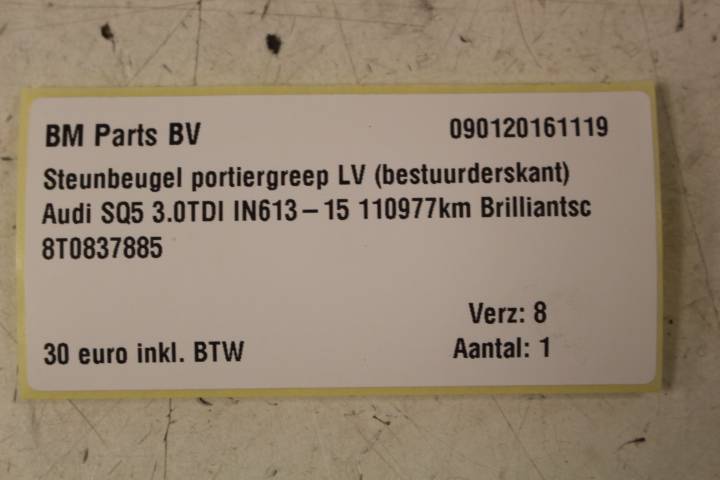 BM Parts BV 090120161119
Steunbeugel portiergreep LV (bestuurderskant)
Audi SQ5 3.0TDI IN613-15 110977km Brilliantsc
8T0837885
Verz: 8
30 euro inkl. BTW Aantal: 1